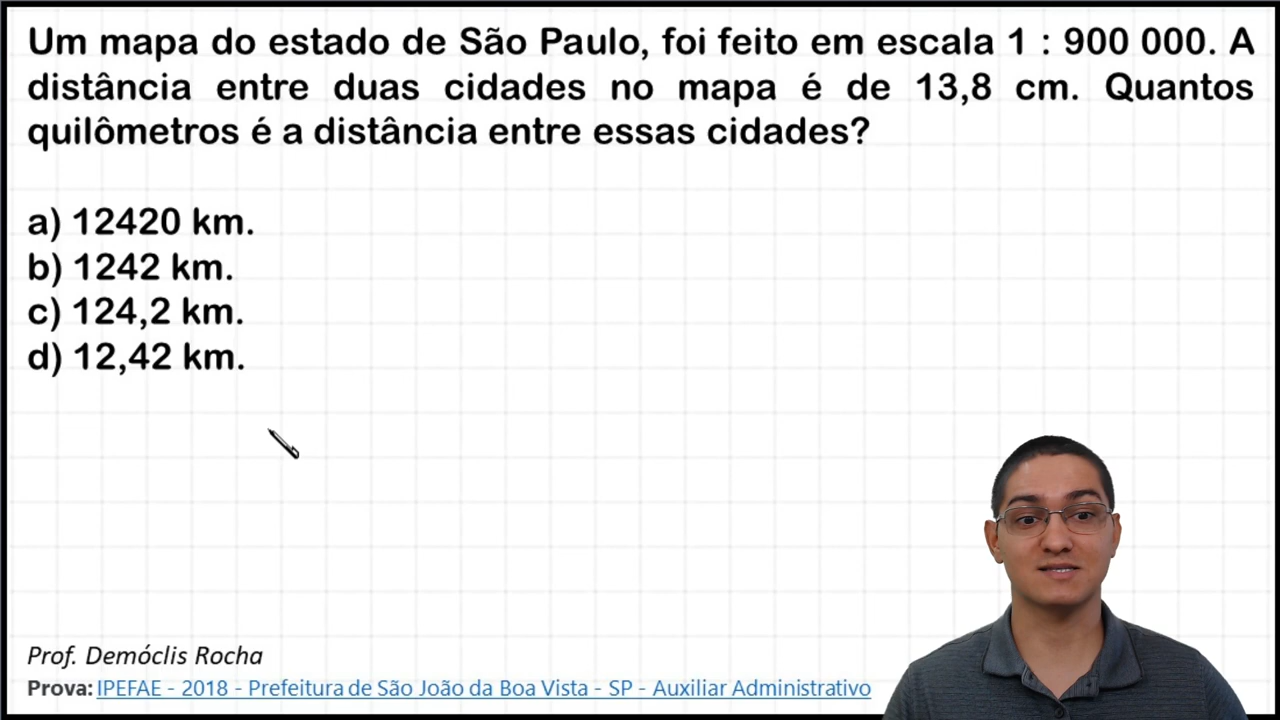 Um mapa do estado de São Paulo, foi feito em escala 1 : 900 000. A
distância entre duas cidades no mapa é de 13,8 cm. Quantos
quilômetros é a distância entre essas cidades?
a) 12420 km.
b) 1242 km.
c) 124,2 km.
d) 12,42 km.
Prof. Demóclis Rocha
Prova: IPEFAE - 2018 - Prefeitura de São João da Boa Vista - SP - Auxiliar Administrativo